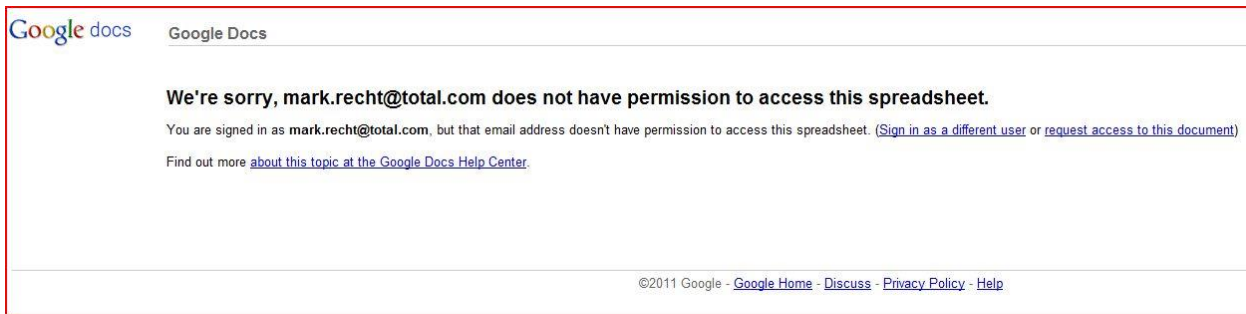 Google docs
Google Docs
We're sorry, mark.recht@total.com does not have permission to access this spreadsheet.
You are signed in as mark.recht@total.com, but that email address doesn't have permission to access this spreadsheet. (Sign in as a different user or request access to this document)
Find out more about this topic at the Google Docs Help Center.
©2011 Google - Google Home - Discuss - Privacy Policy - Help